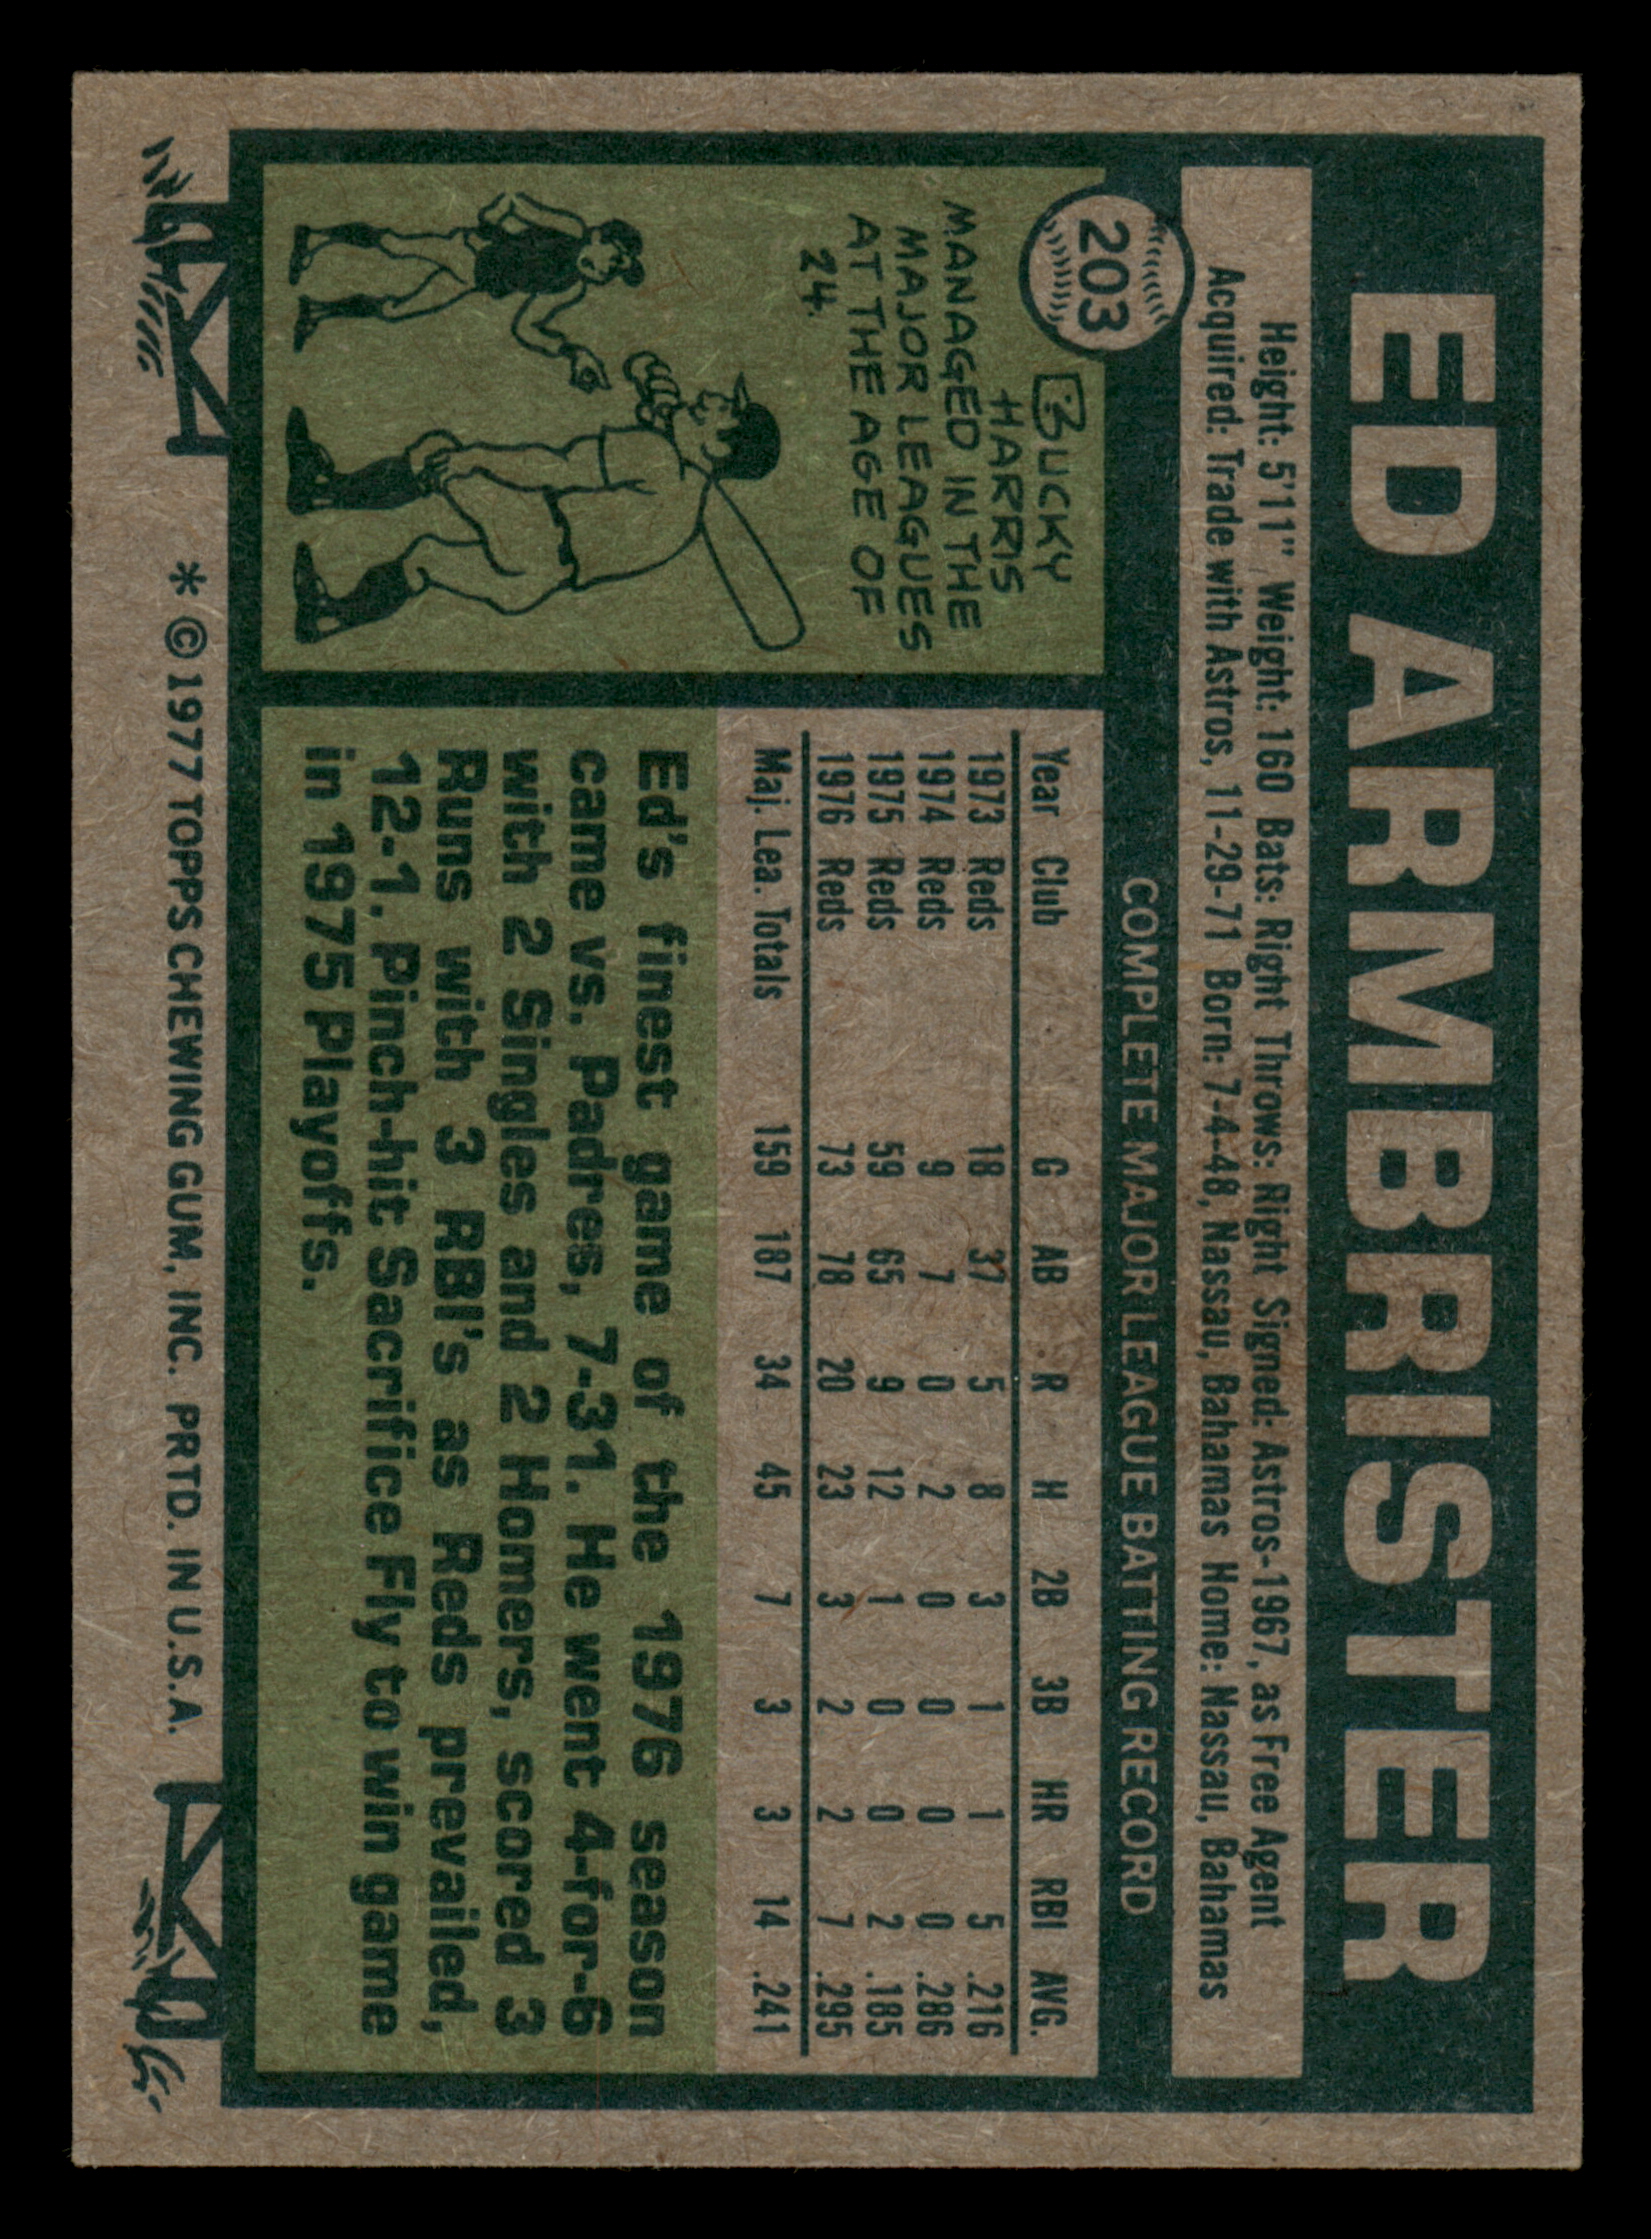 ED ARMBRISTER
203
Height: 5'11" Weight: 160 Bats: Right Throws: Right Signed: Astros-1967, as Free Agent
Acquired: Trade with Astros, 11-29-71 Born: 7-4-48, Nassau, Bahamas Home: Nassau, Bahamas
COMPLETE MAJOR LEAGUE BATTING RECORD
BUCKY
HARRIS
MANAGED IN THE
MAJOR LEAGUES
AT THE AGE OF
24.
Year Club G AB R H 2B 3B HR RBI AVG.
1973 Reds 18 37 5 8 3 1 1 5 .216
1974 Reds 9 7 0 2 0 0 0 0 .286
1975 Reds 59 65 9 12 1 0 0 2 .185
1976 Reds 73 78 20 23 3 2 2 7 .295
Maj. Lea. Totals 159 187 34 45 7 3 3 14 .241
Ed's finest game of the 1976 season
came vs. Padres, 7-31. He went 4-for-6
with 2 Singles and 2 Homers, scored 3
Runs with 3 RBI's as Reds prevailed,
12-1. Pinch-hit Sacrifice Fly to win game
in 1975 Playoffs.
* © 1977 TOPPS CHEWING GUM, INC. PRTD. IN U.S.A.